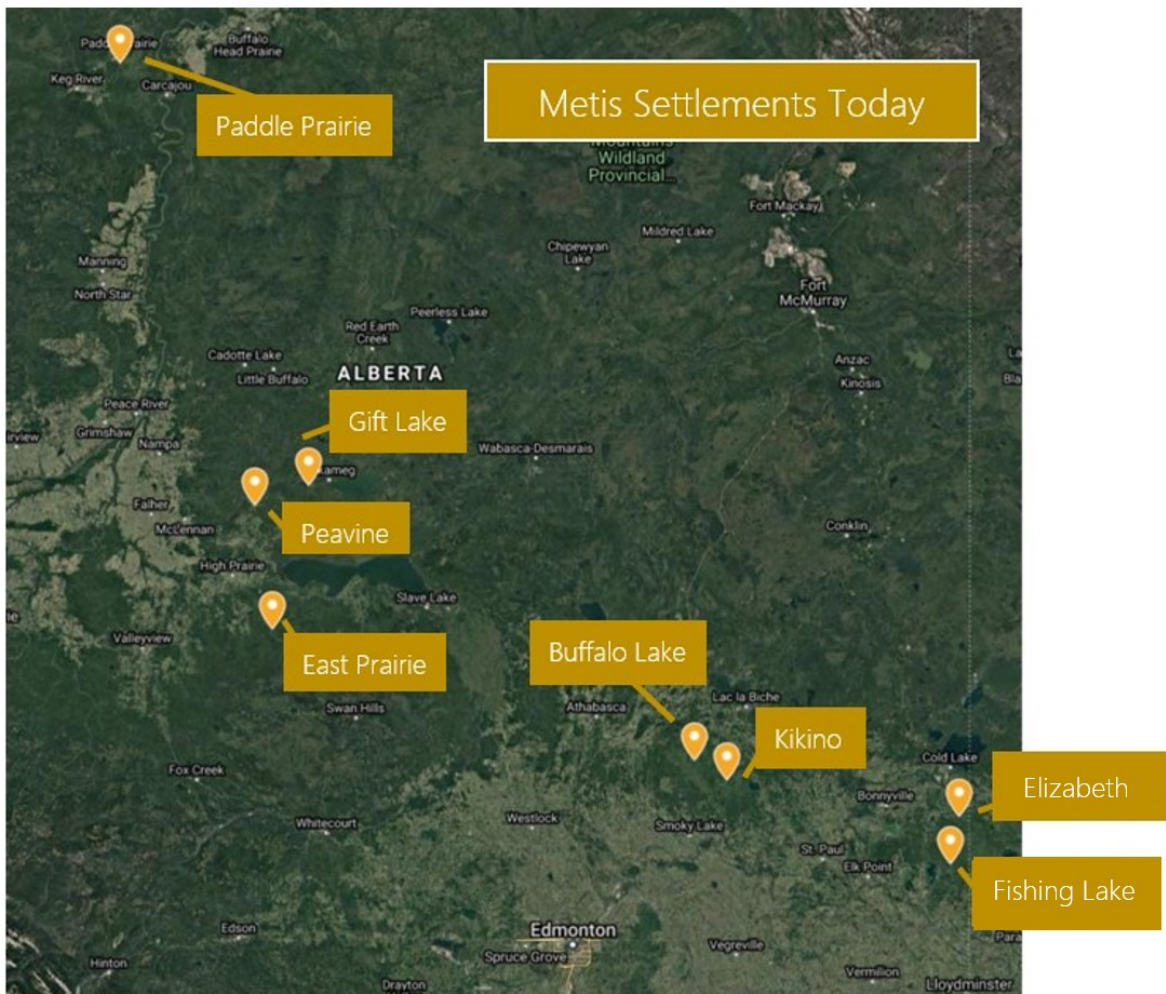 Paddle Prairie
Buffalo
Head Prairie
Keg River
Carcajou
Paddle Prairie
Metis Settlements Today
Mountains
Wildland
Provincial...
Fort Mackay
Mildred Lake
Chipewyan
Lake
Manning
North Star
Fort
McMurray
Peerless Lake
Red Earth
Creek
Cadotte Lake
Little Buffalo
ALBERTA
Anzac
Kinosis
Peace River
Grimshaw
Nampa
Gift Lake
Wabasca-Desmarais
Falher
McLennan
Peavine
Conklin
High Prairie
Slave Lake
Valleyview
East Prairie
Buffalo Lake
Swan Hills
Athabasca
Lac la Biche
Kikino
Fox Creek
Cold Lake
Bonnyville
Elizabeth
Whitecourt
Westlock
Smoky Lake
St. Paul
Elk Point
Fishing Lake
Edson
Edmonton
Spruce Grove
Vegreville
Hinton
Drayton
Vermilion
Lloydminster